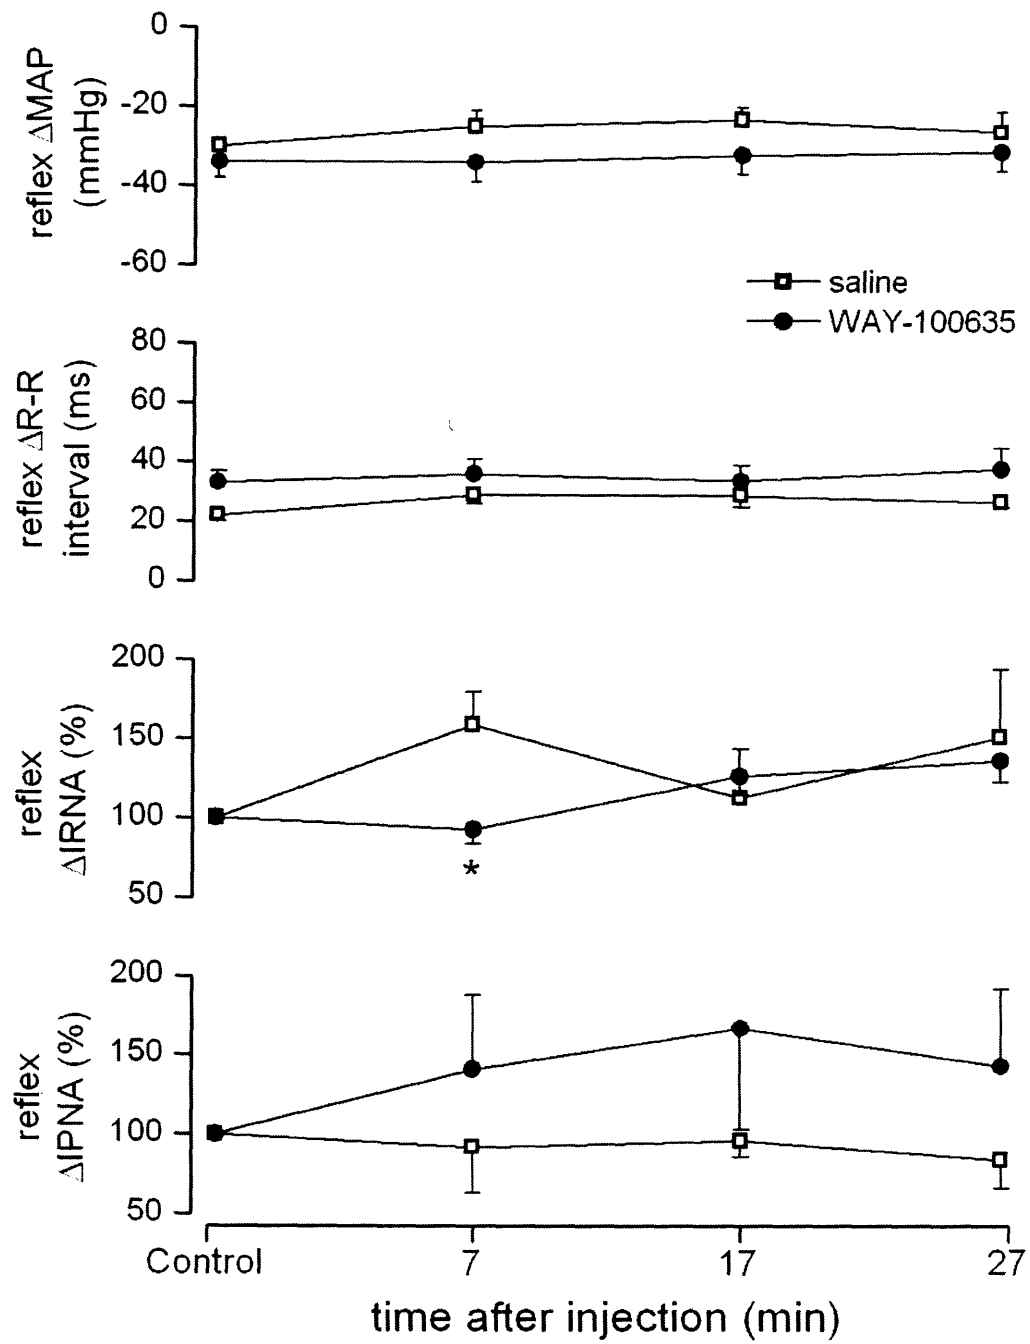 reflex ΔMAP
(mmHg)
0
-20
-40
-60
saline
WAY-100635
reflex ΔR-R
interval (ms)
80
60
40
20
0
reflex
ΔIRNA (%)
200
150
100
50
*
reflex
ΔIPNA (%)
200
150
100
50
Control 7 17 27
time after injection (min)